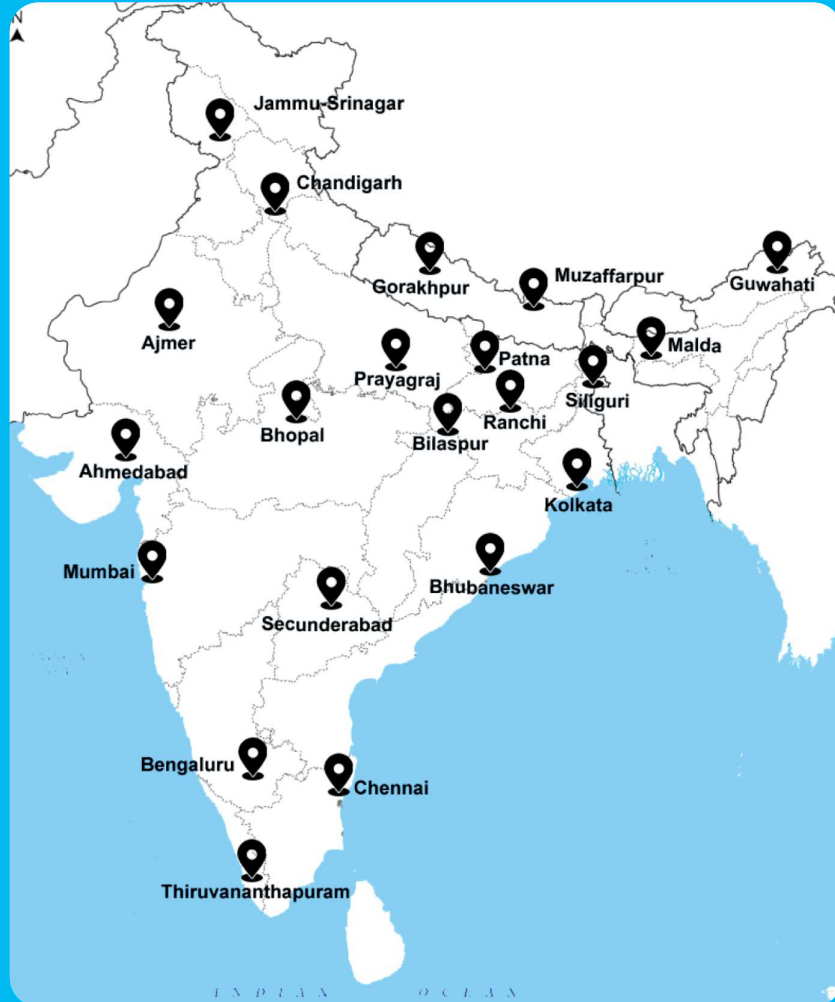 N
Jammu-Srinagar
Chandigarh
Gorakhpur
Muzaffarpur
Guwahati
Ajmer
Prayagraj
Patna
Malda
Siliguri
Bhopal
Bilaspur
Ranchi
Ahmedabad
Kolkata
Mumbai
Bhubaneswar
Secunderabad
Bengaluru
Chennai
Thiruvananthapuram
INDIAN OCEAN